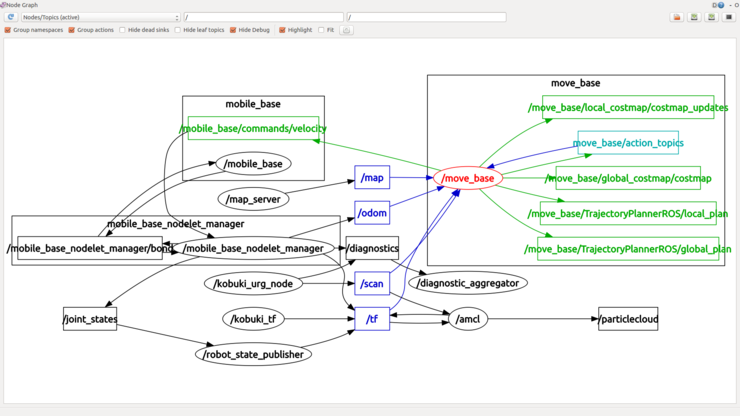 Node Graph
Nodes/Topics (active)
/
/
Group namespaces
Group actions
Hide dead sinks
Hide leaf topics
Hide Debug
Highlight
Fit
move_base
mobile_base
/move_base/local_costmap/costmap_updates
/mobile_base/commands/velocity
move_base/action_topics
/mobile_base
/map
/move_base
/move_base/global_costmap/costmap
/map_server
/odom
/move_base/TrajectoryPlannerROS/local_plan
mobile_base_nodelet_manager
/mobile_base_nodelet_manager/bond
/mobile_base_nodelet_manager
/diagnostics
/move_base/TrajectoryPlannerROS/global_plan
/kobuki_urg_node
/scan
/diagnostic_aggregator
/joint_states
/kobuki_tf
/tf
/amcl
/particlecloud
/robot_state_publisher